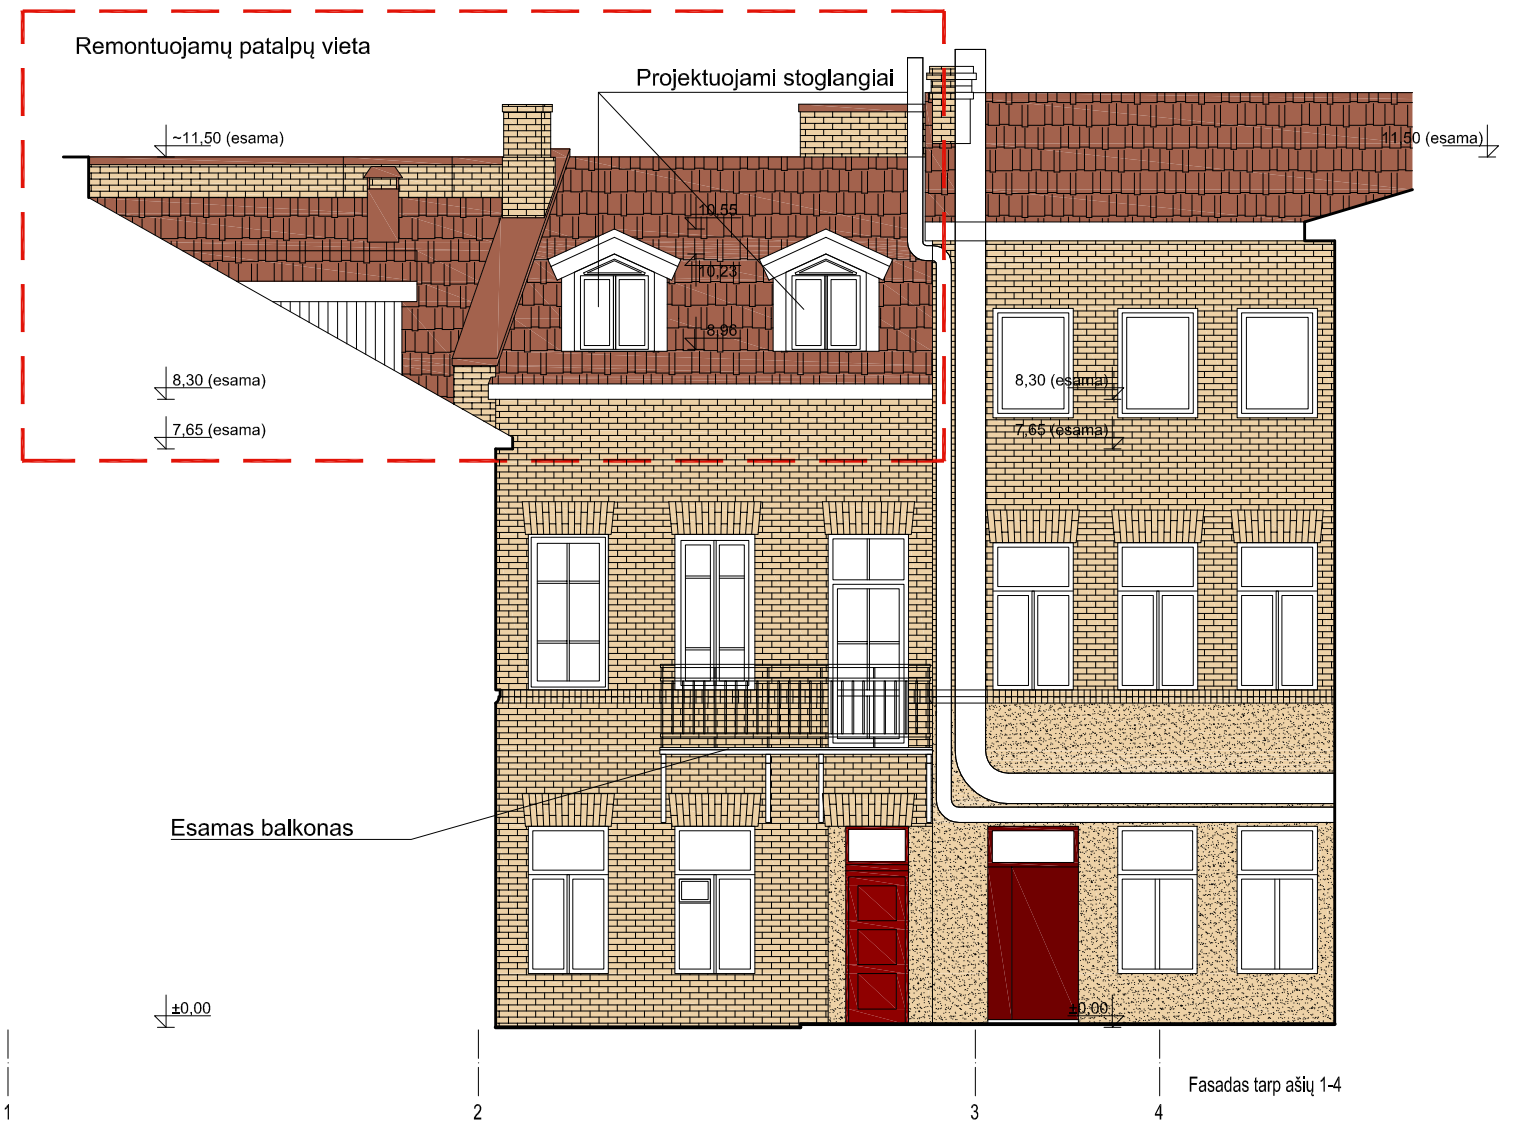 Remontuojamų patalpų vieta
Projektuojami stoglangiai
~11,50 (esama)
11,50 (esama)
10,55
10,23
8,96
8,30 (esama)
8,30 (esama)
7,65 (esama)
7,65 (esama)
Esamas balkonas
±0,00
±0,00
Fasadas tarp ašių 1-4
1
2
3
4